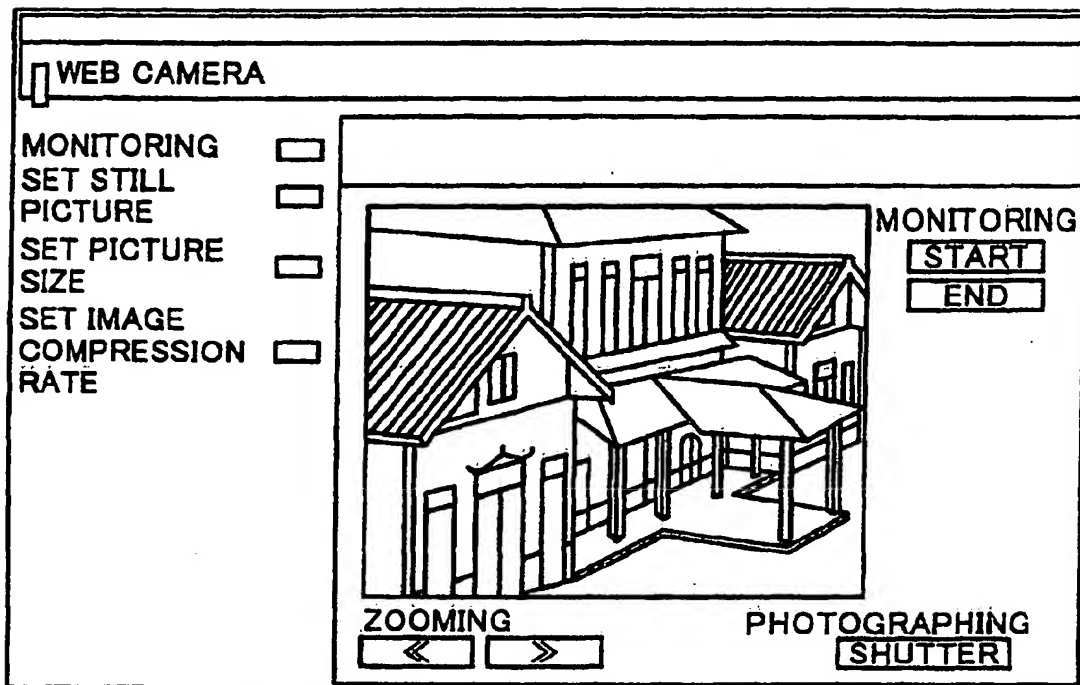 WEB CAMERA
MONITORING
SET STILL
PICTURE
SET PICTURE
SIZE
SET IMAGE
COMPRESSION
RATE
MONITORING
START
END
ZOOMING
PHOTOGRAPHING
≪ ≫
SHUTTER